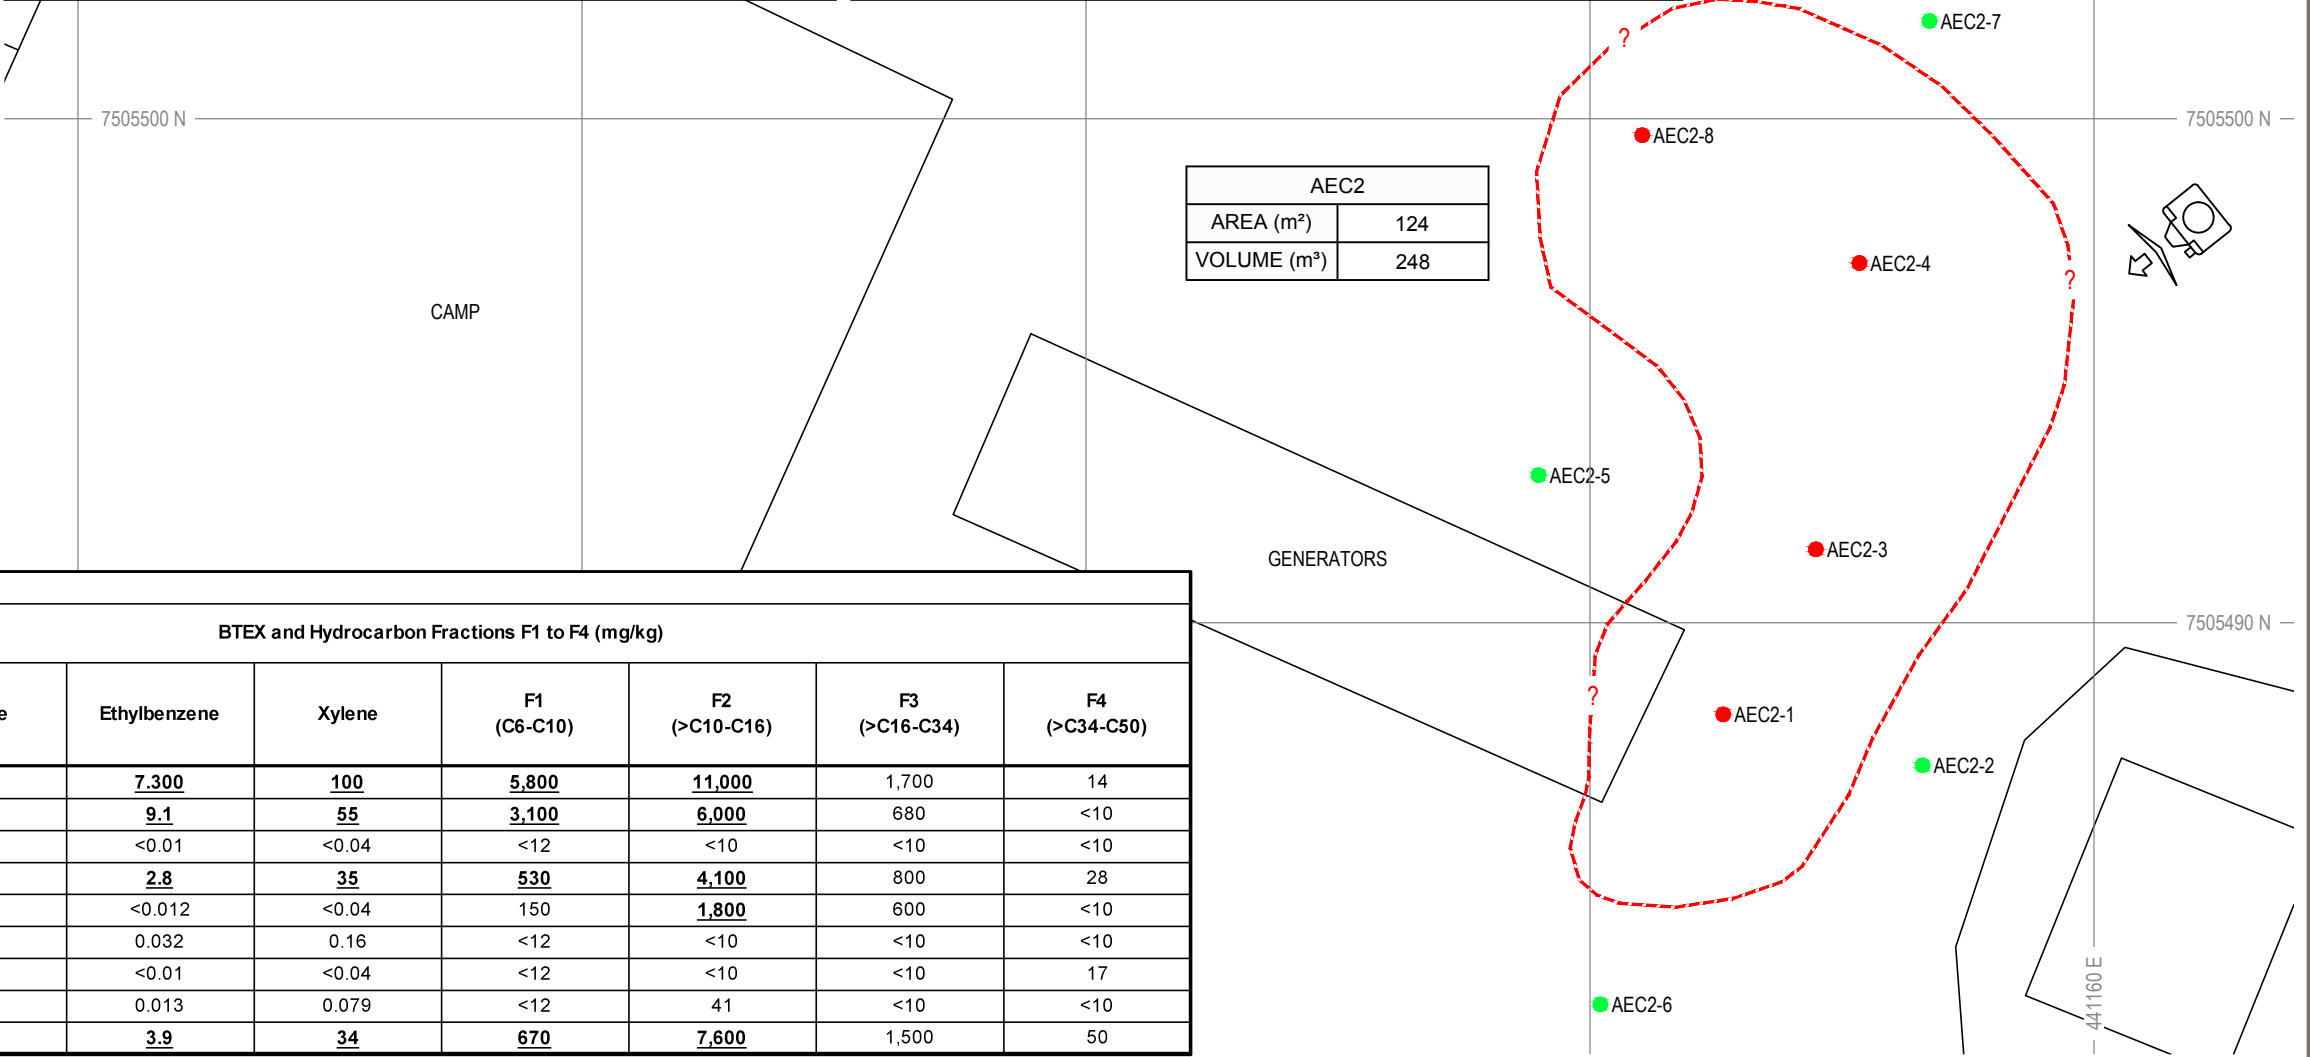 AEC2-7
7505500 N
7505500 N
AEC2-8
AEC2
AREA (m²) 124
VOLUME (m³) 248
AEC2-4
CAMP
AEC2-5
AEC2-3
GENERATORS
7505490 N
AEC2-1
AEC2-2
441160 E
AEC2-6
?
?
?
BTEX and Hydrocarbon Fractions F1 to F4 (mg/kg)
e Ethylbenzene Xylene F1 (C6-C10) F2 (>C10-C16) F3 (>C16-C34) F4 (>C34-C50)
7.300 100 5,800 11,000 1,700 14
9.1 55 3,100 6,000 680 <10
<0.01 <0.04 <12 <10 <10 <10
2.8 35 530 4,100 800 28
<0.012 <0.04 150 1,800 600 <10
0.032 0.16 <12 <10 <10 <10
<0.01 <0.04 <12 <10 <10 17
0.013 0.079 <12 41 <10 <10
3.9 34 670 7,600 1,500 50